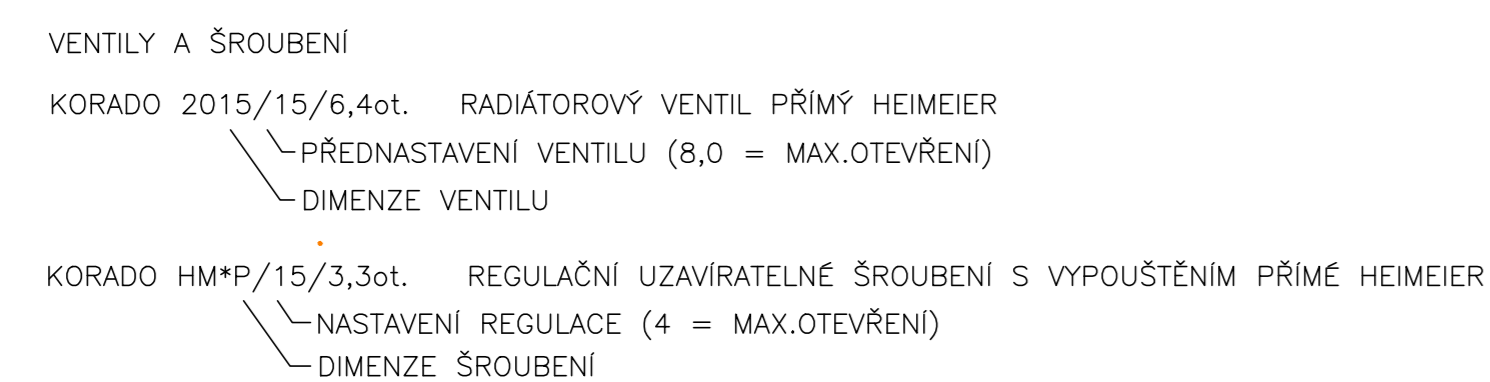 VENTILY A ŠROUBENÍ
KORADO 2015/15/6,4ot. RADIÁTOROVÝ VENTIL PŘÍMÝ HEIMEIER
PŘEDNASTAVENÍ VENTILU (8,0 = MAX.OTEVŘENÍ)
DIMENZE VENTILU
KORADO HM*P/15/3,3ot. REGULAČNÍ UZAVÍRATELNÉ ŠROUBENÍ S VYPOUŠTĚNÍM PŘÍMÉ HEIMEIER
NASTAVENÍ REGULACE (4 = MAX.OTEVŘENÍ)
DIMENZE ŠROUBENÍ